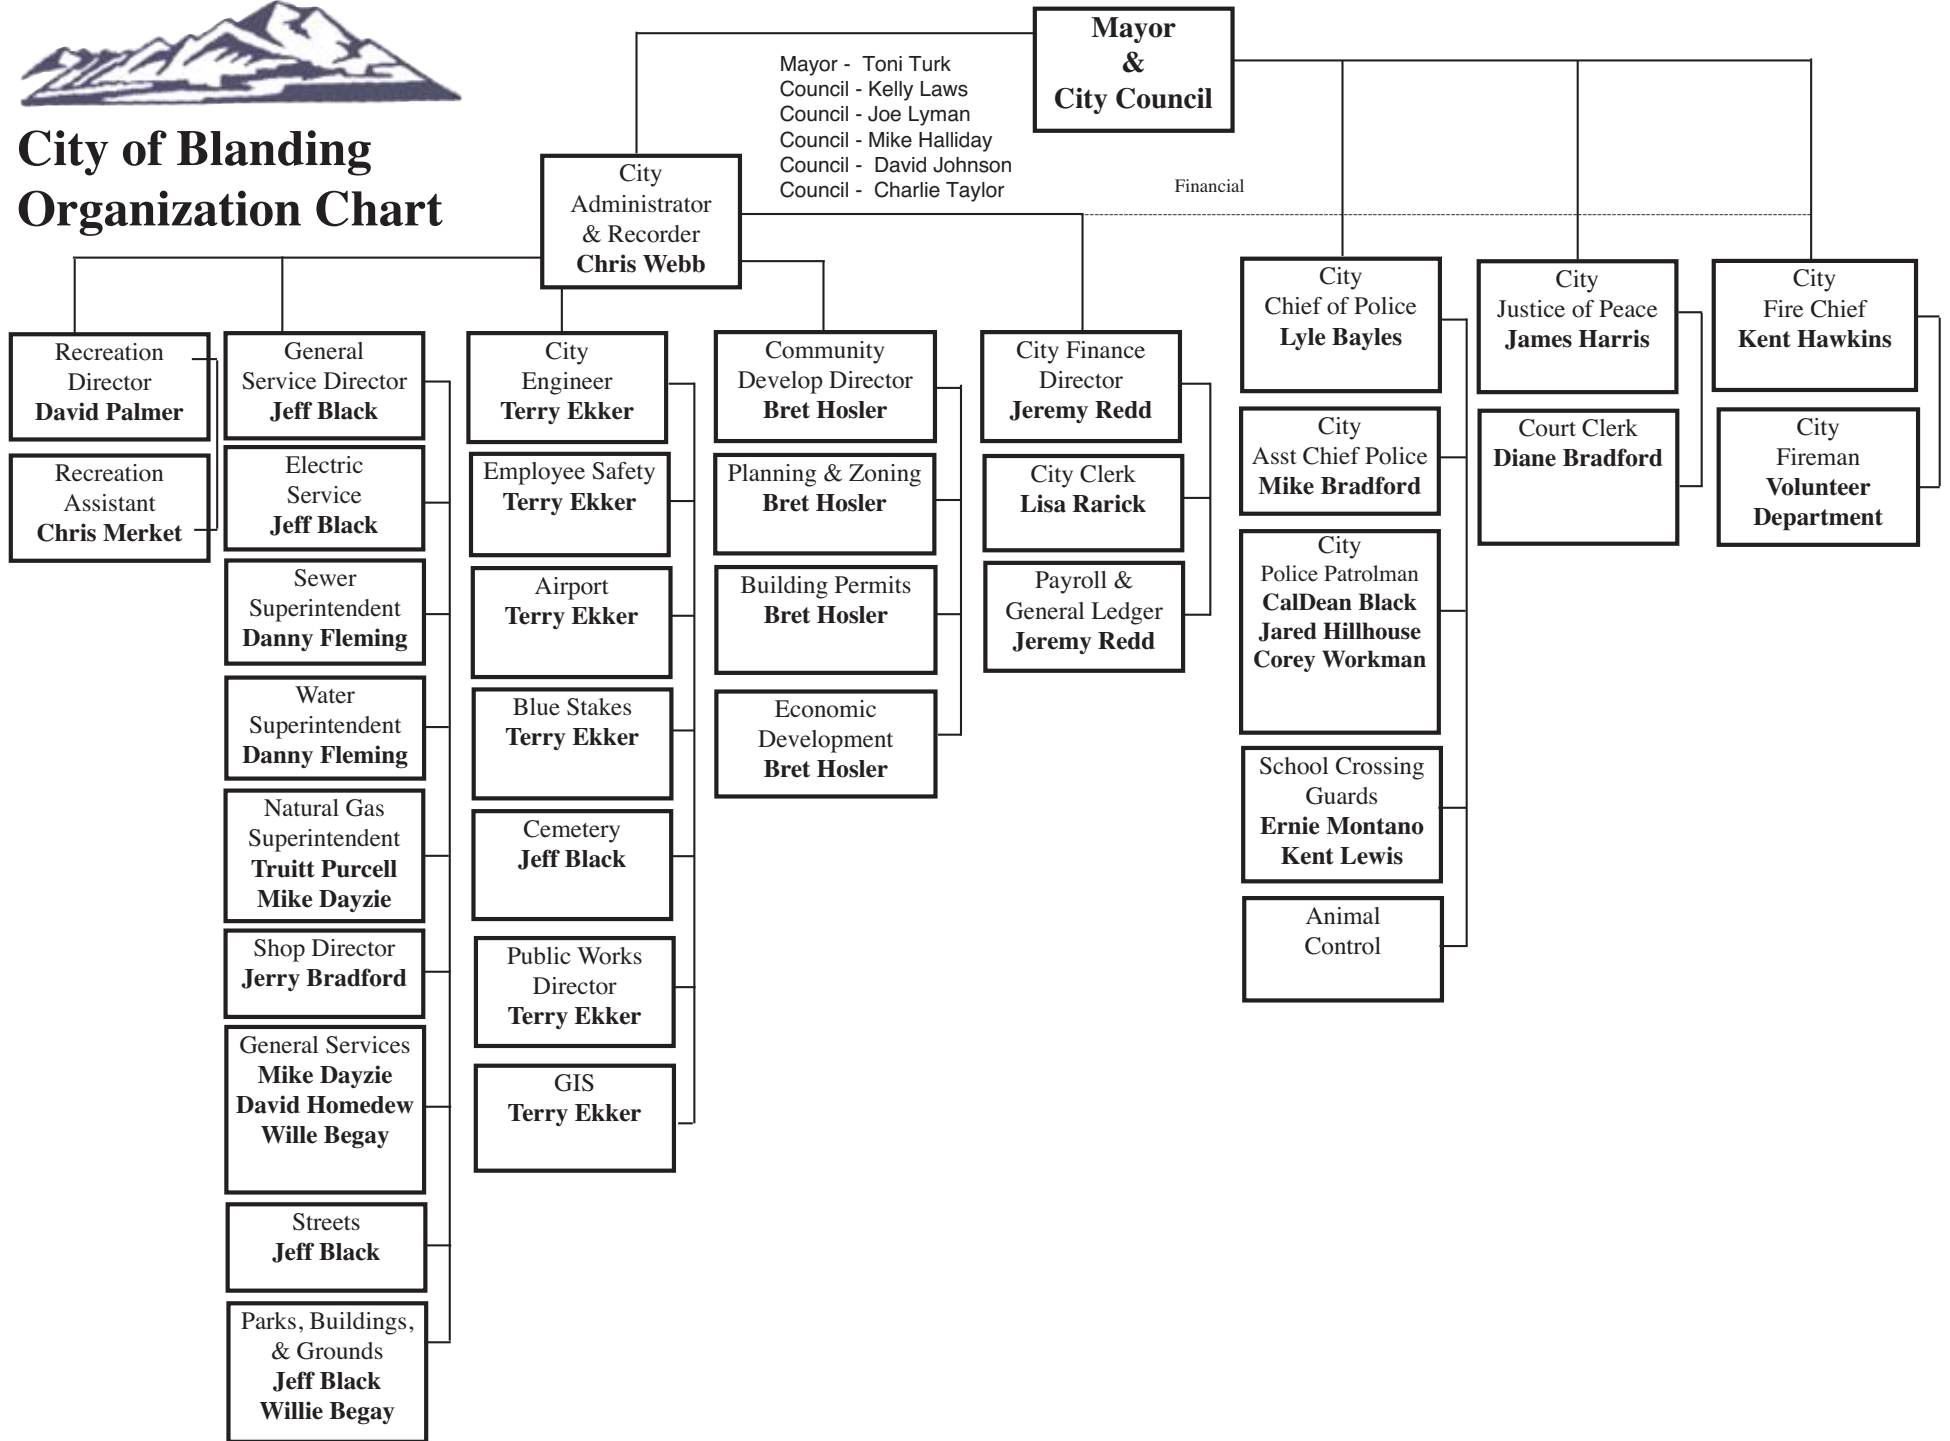 City of Blanding
Organization Chart
Mayor
&
City Council
Mayor - Toni Turk
Council - Kelly Laws
Council - Joe Lyman
Council - Mike Halliday
Council - David Johnson
Council - Charlie Taylor
Financial
City
Administrator
& Recorder
Chris Webb
Recreation
Director
David Palmer
Recreation
Assistant
Chris Merket
General
Service Director
Jeff Black
Electric
Service
Jeff Black
Sewer
Superintendent
Danny Fleming
Water
Superintendent
Danny Fleming
Natural Gas
Superintendent
Truitt Purcell
Mike Dayzie
Shop Director
Jerry Bradford
General Services
Mike Dayzie
David Homedew
Wille Begay
Streets
Jeff Black
Parks, Buildings,
& Grounds
Jeff Black
Willie Begay
City
Engineer
Terry Ekker
Employee Safety
Terry Ekker
Airport
Terry Ekker
Blue Stakes
Terry Ekker
Cemetery
Jeff Black
Public Works
Director
Terry Ekker
GIS
Terry Ekker
Community
Develop Director
Bret Hosler
Planning & Zoning
Bret Hosler
Building Permits
Bret Hosler
Economic
Development
Bret Hosler
City Finance
Director
Jeremy Redd
City Clerk
Lisa Rarick
Payroll &
General Ledger
Jeremy Redd
City
Chief of Police
Lyle Bayles
City
Asst Chief Police
Mike Bradford
City
Police Patrolman
CalDean Black
Jared Hillhouse
Corey Workman
School Crossing
Guards
Ernie Montano
Kent Lewis
Animal
Control
City
Justice of Peace
James Harris
Court Clerk
Diane Bradford
City
Fire Chief
Kent Hawkins
City
Fireman
Volunteer
Department